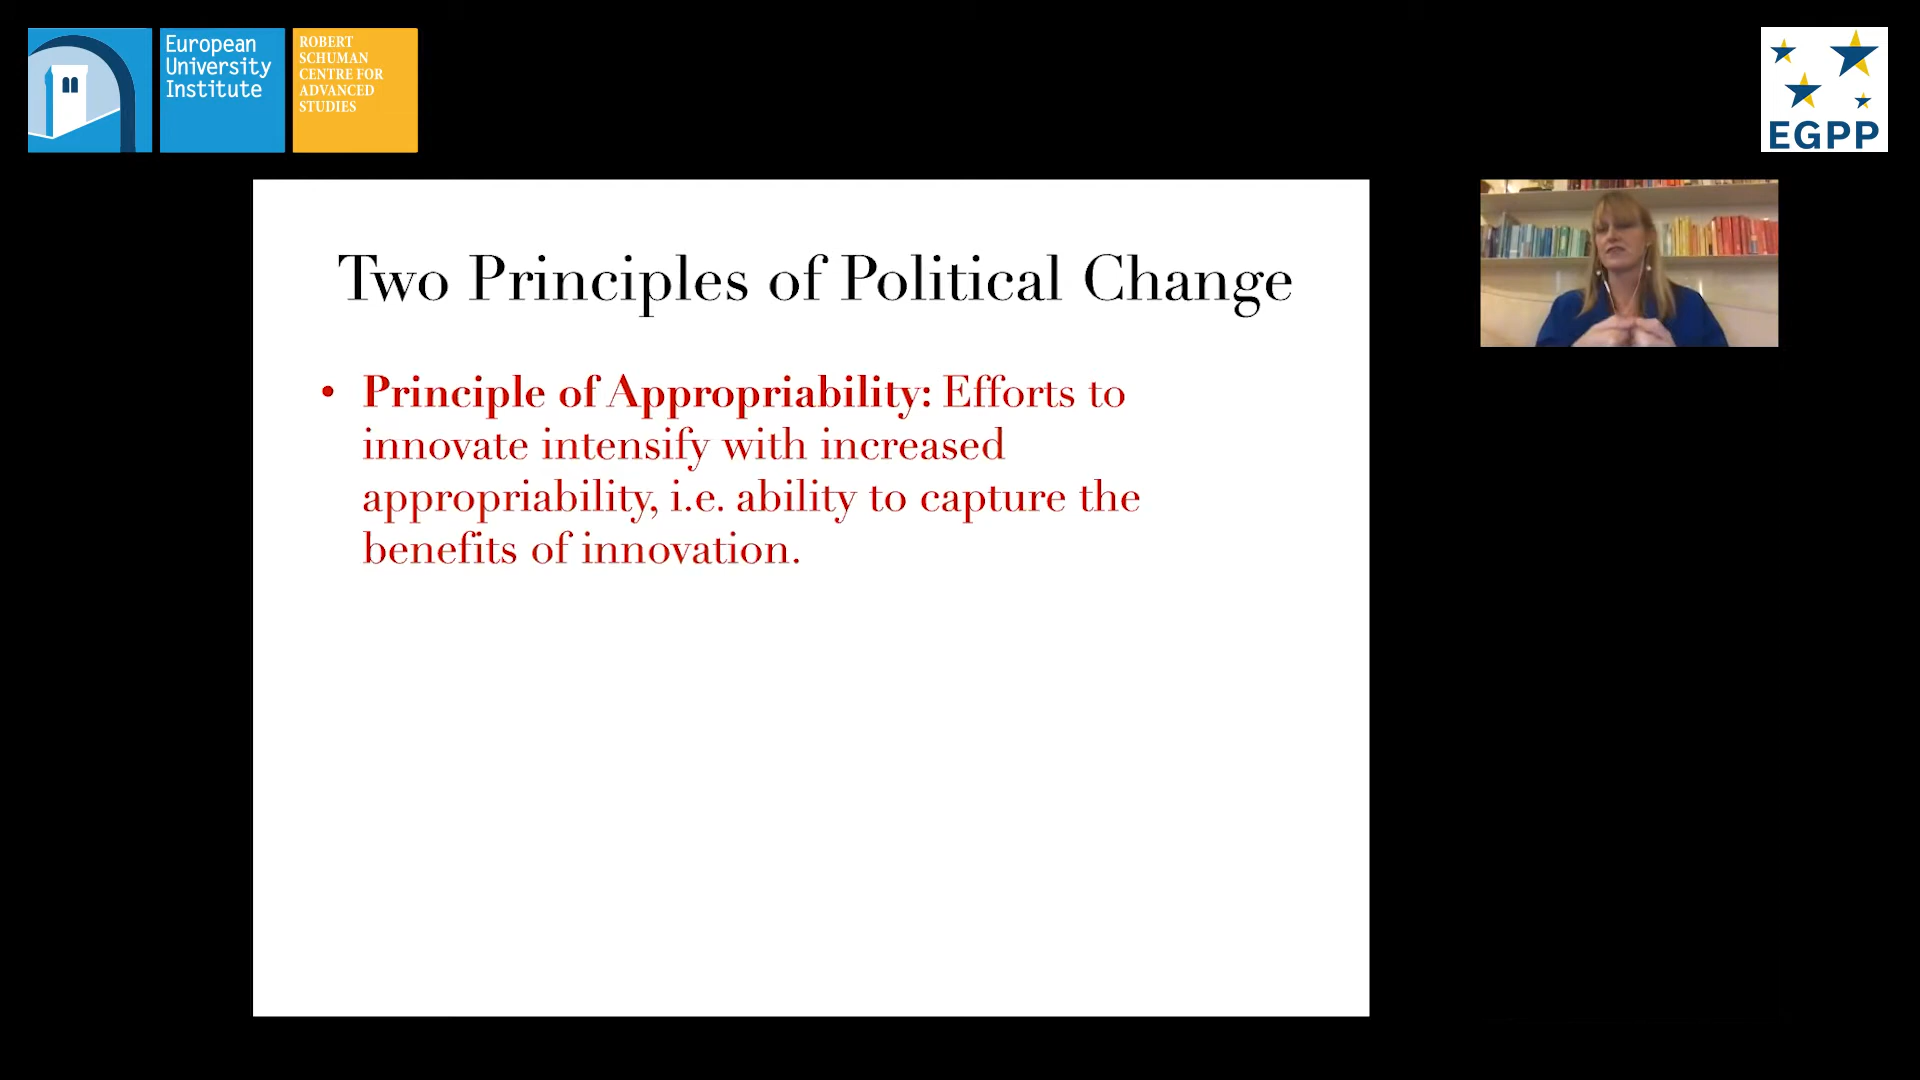 European
University
Institute
ROBERT
SCHUMAN
CENTRE FOR
ADVANCED
STUDIES
EGPP
Two Principles of Political Change
• Principle of Appropriability: Efforts to
innovate intensify with increased
appropriability, i.e. ability to capture the
benefits of innovation.